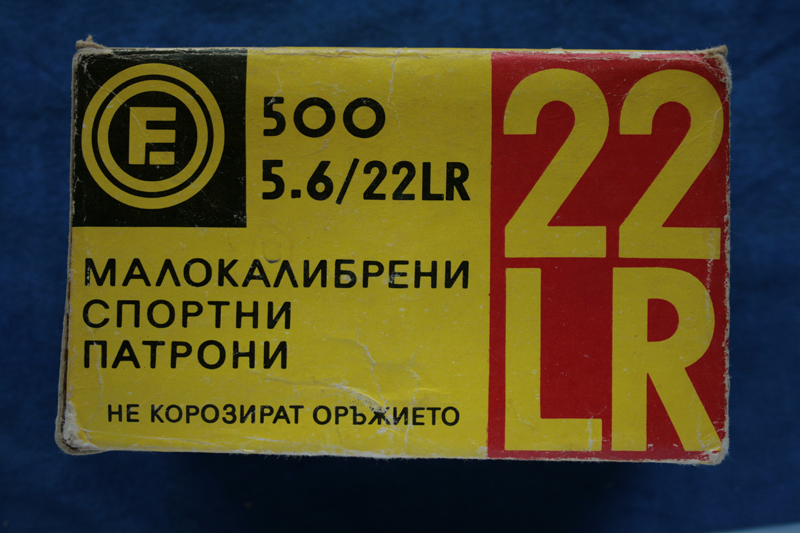 500
5.6/22LR
МАЛОКАЛИБРЕНИ
СПОРТНИ
ПАТРОНИ
НЕ КОРОЗИРАТ ОРЪЖИЕТО
22
LR